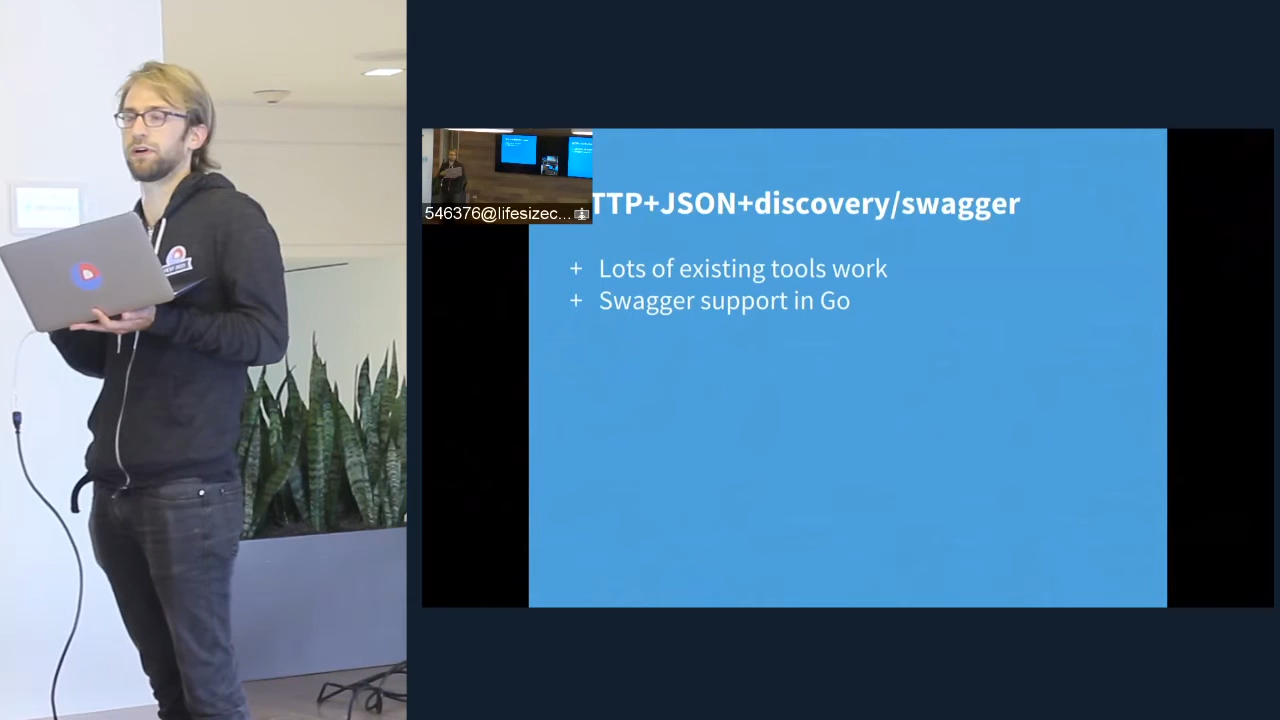 TTP+JSON+discovery/swagger
546376@lifesizec...
+ Lots of existing tools work
+ Swagger support in Go